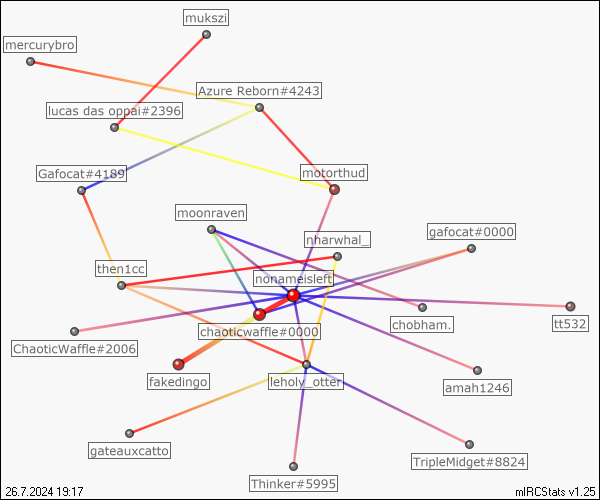 mukszi
mercurybro
Azure Reborn#4243
lucas das oppai#2396
Gafocat#4189
motorthud
moonraven
gafocat#0000
nharwhal_
then1cc
nonameisleft
chobham.
tt532
chaoticwaffle#0000
ChaoticWaffle#2006
fakedingo
leholy_otter
amah1246
gateauxcatto
TripleMidget#8824
Thinker#5995
26.7.2024 19:17
mIRCStats v1.25